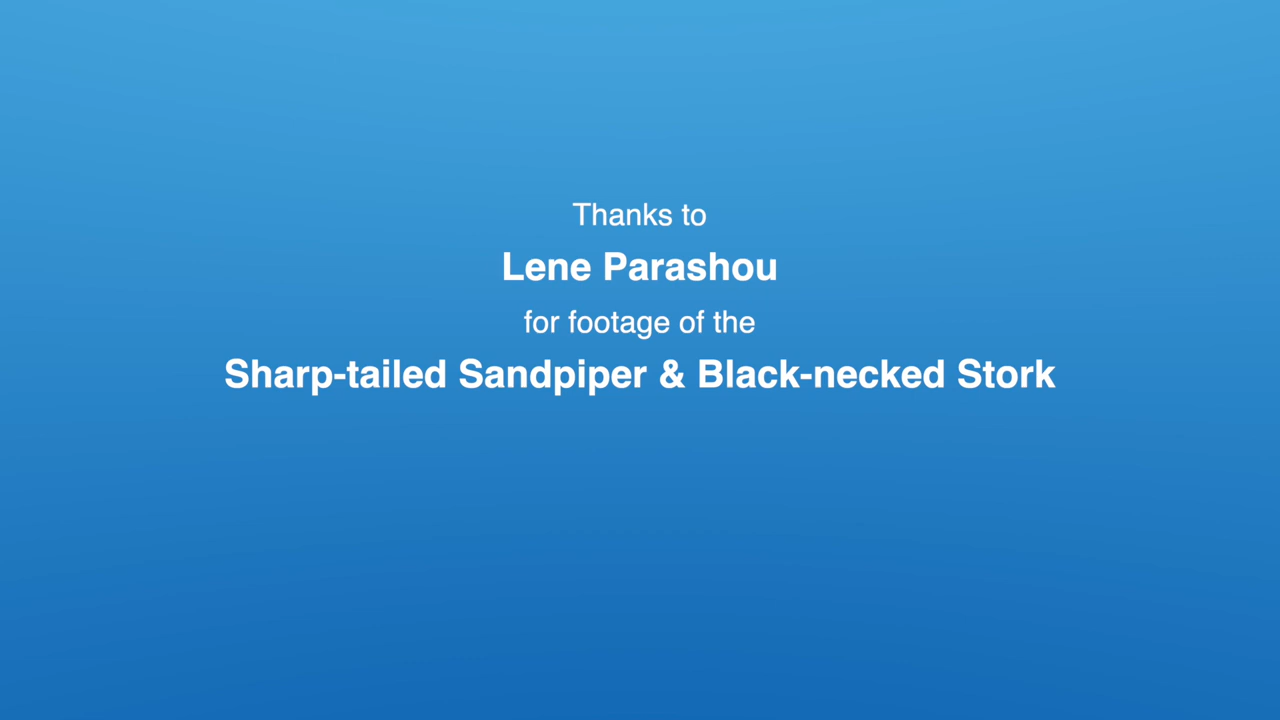 Thanks to
Lene Parashou
for footage of the
Sharp-tailed Sandpiper & Black-necked Stork